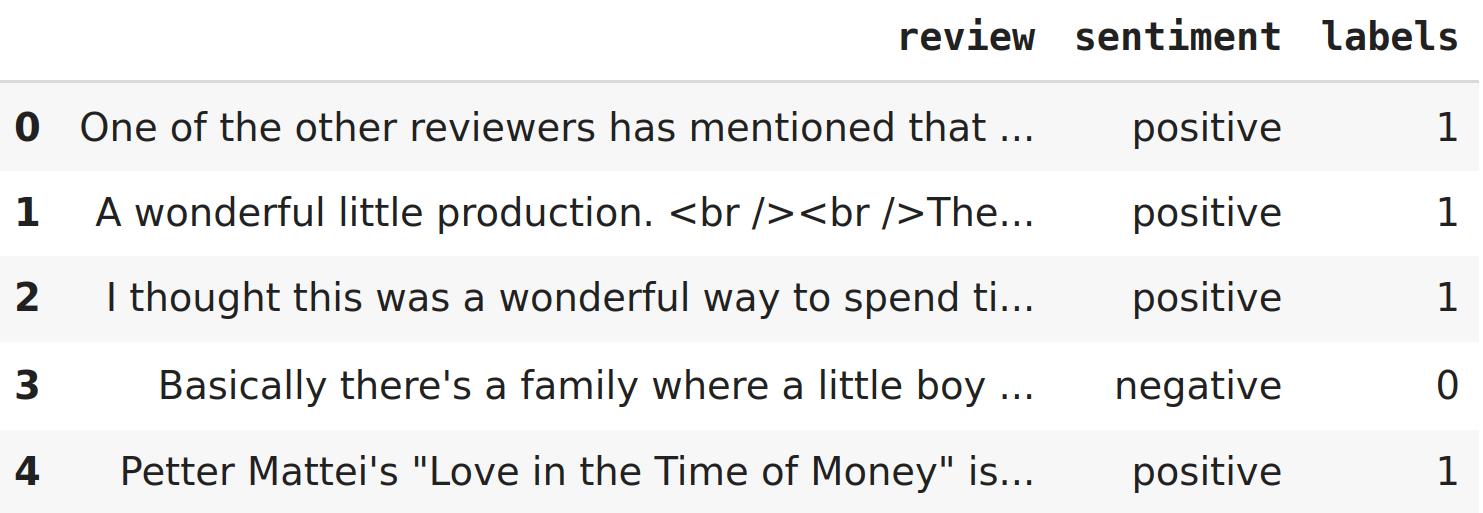 review sentiment labels
0 One of the other reviewers has mentioned that ... positive 1
1 A wonderful little production. <br /><br />The... positive 1
2 I thought this was a wonderful way to spend ti... positive 1
3 Basically there's a family where a little boy ... negative 0
4 Petter Mattei's "Love in the Time of Money" is... positive 1